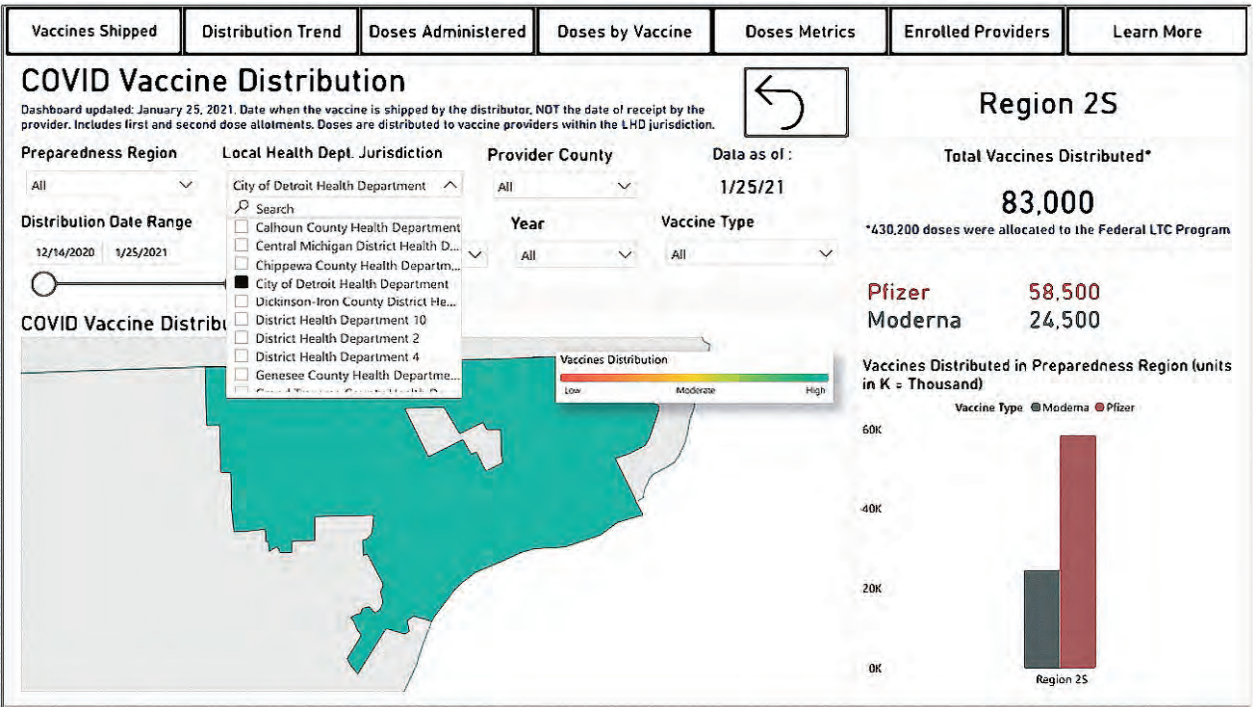 Vaccines Shipped
Distribution Trend
Doses Administered
Doses by Vaccine
Doses Metrics
Enrolled Providers
Learn More
COVID Vaccine Distribution
Dashboard updated: January 25, 2021. Date when the vaccine is shipped by the distributor, NOT the date of receipt by the
provider. Includes first and second dose allotments. Doses are distributed to vaccine providers within the LHD jurisdiction.
Preparedness Region
All
Local Health Dept. Jurisdiction
City of Detroit Health Department
Search
Calhoun County Health Department
Central Michigan District Health D...
Chippewa County Health Departm...
City of Detroit Health Department
Dickinson-Iron County District He...
District Health Department 10
District Health Department 2
District Health Department 4
Genesee County Health Departme...
Provider County
All
Data as of :
1/25/21
Distribution Date Range
12/14/2020 1/25/2021
Year
All
Vaccine Type
All
COVID Vaccine Distribu
Vaccines Distribution
Low Moderate High
Region 2S
Total Vaccines Distributed*
83,000
*430,200 doses were allocated to the Federal LTC Program
Pfizer 58,500
Moderna 24,500
Vaccines Distributed in Preparedness Region (units
in K = Thousand)
Vaccine Type Moderna Pfizer
60K
40K
20K
0K
Region 2S